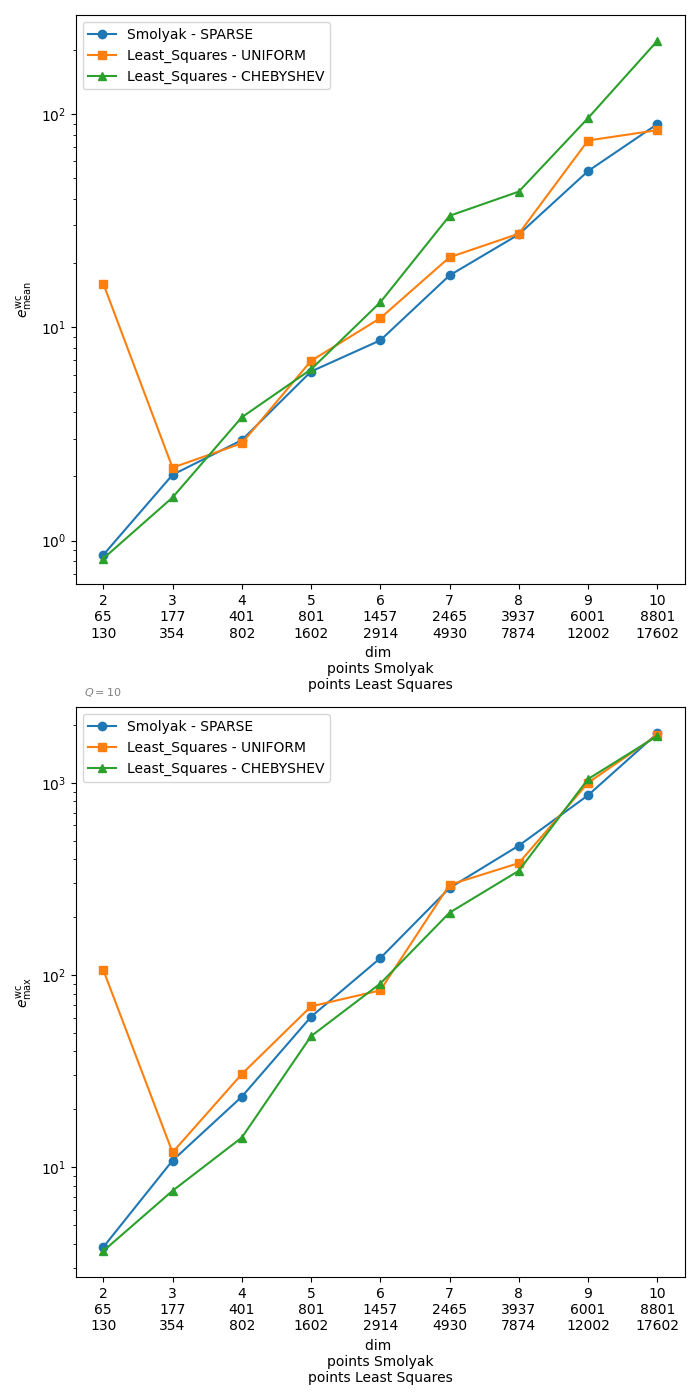 Smolyak - SPARSE
Least_Squares - UNIFORM
Least_Squares - CHEBYSHEV
10²
10¹
10⁰
e^wc_mean
2 3 4 5 6 7 8 9 10
65 177 401 801 1457 2465 3937 6001 8801
130 354 802 1602 2914 4930 7874 12002 17602
dim
points Smolyak
points Least Squares
Q = 10
Smolyak - SPARSE
Least_Squares - UNIFORM
Least_Squares - CHEBYSHEV
10³
10²
10¹
e^wc_max
2 3 4 5 6 7 8 9 10
65 177 401 801 1457 2465 3937 6001 8801
130 354 802 1602 2914 4930 7874 12002 17602
dim
points Smolyak
points Least Squares